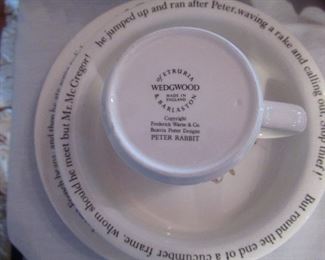 OF ETRURIA
WEDGWOOD
MADE IN
ENGLAND
& BARLASTON
Copyright
Frederick Warne & Co.
Beatrix Potter Designs
PETER RABBIT
But round the end of a cucumber frame, whom should he meet but Mr. McGregor!
he jumped up and ran after Peter, waving a rake and calling out, 'Stop thief'!